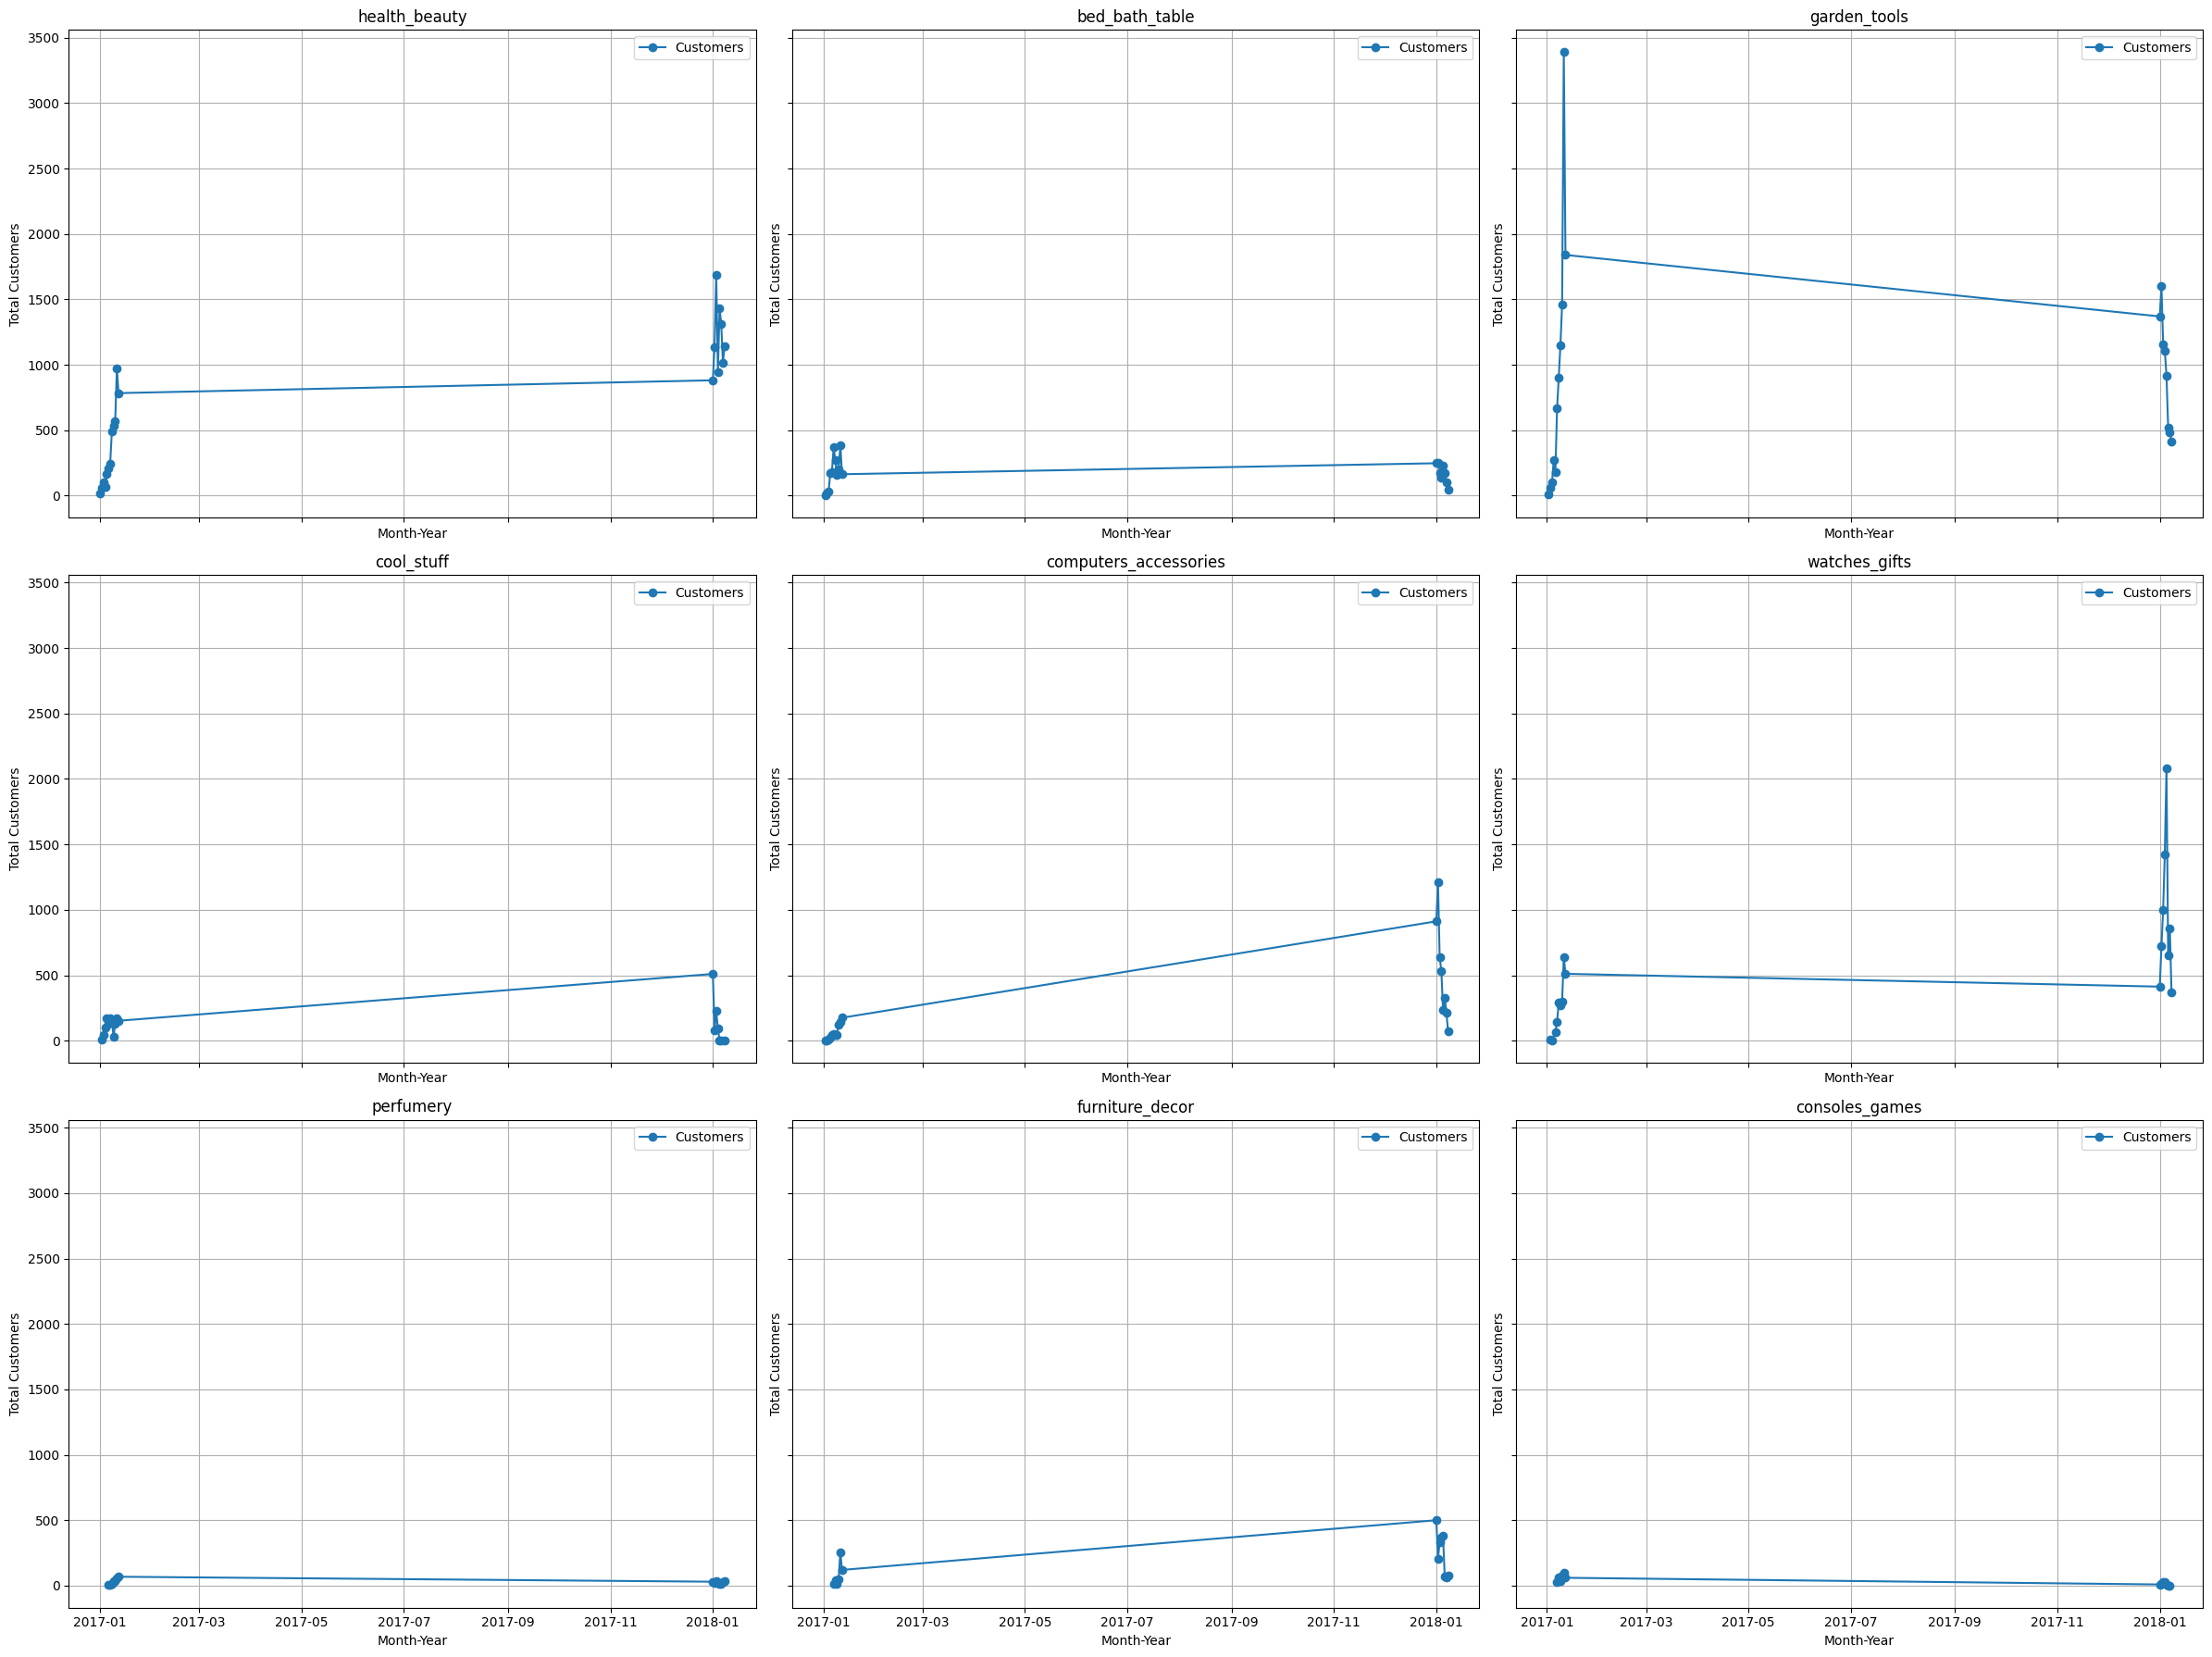 health_beauty
Customers
3500
3000
2500
2000
1500
1000
500
0
Total Customers
Month-Year
bed_bath_table
Customers
Total Customers
Month-Year
garden_tools
Customers
Total Customers
Month-Year
cool_stuff
Customers
3500
3000
2500
2000
1500
1000
500
0
Total Customers
Month-Year
computers_accessories
Customers
Total Customers
Month-Year
watches_gifts
Customers
Total Customers
Month-Year
perfumery
Customers
3500
3000
2500
2000
1500
1000
500
0
Total Customers
2017-01 2017-03 2017-05 2017-07 2017-09 2017-11 2018-01
Month-Year
furniture_decor
Customers
Total Customers
2017-01 2017-03 2017-05 2017-07 2017-09 2017-11 2018-01
Month-Year
consoles_games
Customers
Total Customers
2017-01 2017-03 2017-05 2017-07 2017-09 2017-11 2018-01
Month-Year